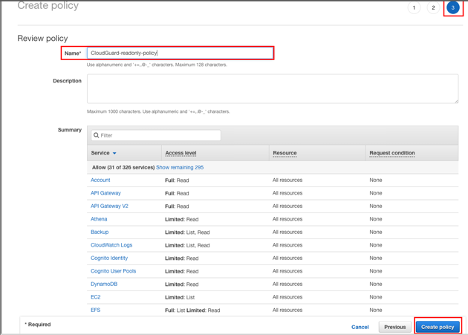 Create policy
1 2 3
Review policy
Name* CloudGuard-readonly-policy
Use alphanumeric and '+=,.@-_' characters. Maximum 128 characters.
Description
Maximum 1000 characters. Use alphanumeric and '+=,.@-_' characters.
Summary Filter
Service Access level Resource Request condition
Allow (31 of 326 services) Show remaining 295
Account Full: Read All resources None
API Gateway Full: Read All resources None
API Gateway V2 Full: Read All resources None
Athena Limited: Read All resources None
Backup Limited: List, Read All resources None
CloudWatch Logs Limited: List, Read All resources None
Cognito Identity Limited: Read All resources None
Cognito User Pools Limited: Read All resources None
DynamoDB Limited: Read All resources None
EC2 Limited: List All resources None
EFS Full: List Limited: Read All resources None
* Required Cancel Previous Create policy